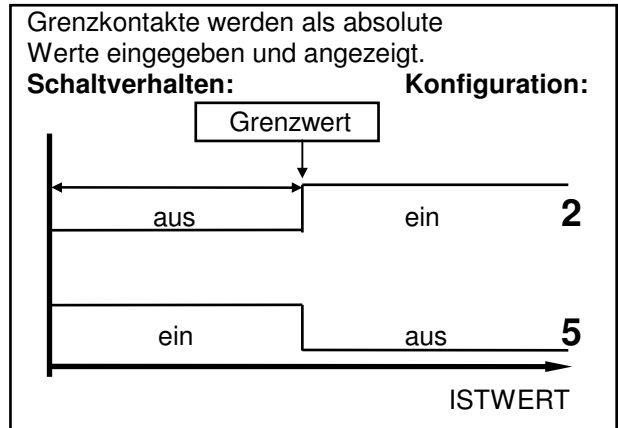 Grenzkontakte werden als absolute
Werte eingegeben und angezeigt.
Schaltverhalten: Konfiguration:
Grenzwert
aus ein 2
ein aus 5
ISTWERT